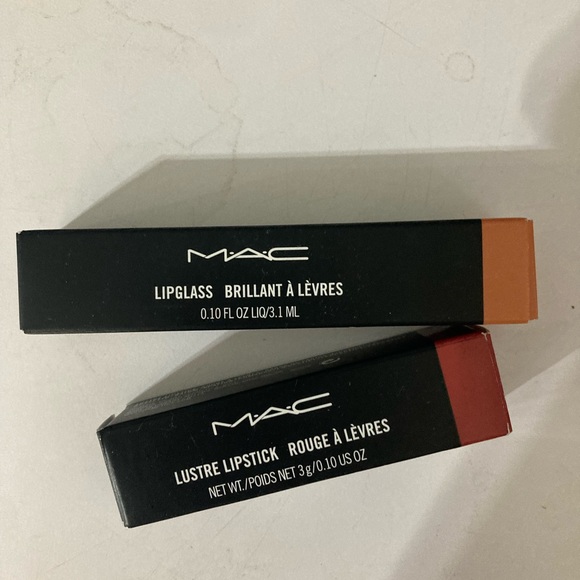 M·A·C
LIPGLASS BRILLANT À LÈVRES
0.10 FL OZ LIQ/3.1 ML
M·A·C
LUSTRE LIPSTICK ROUGE À LÈVRES
NET WT./POIDS NET 3 g/0.10 US OZ